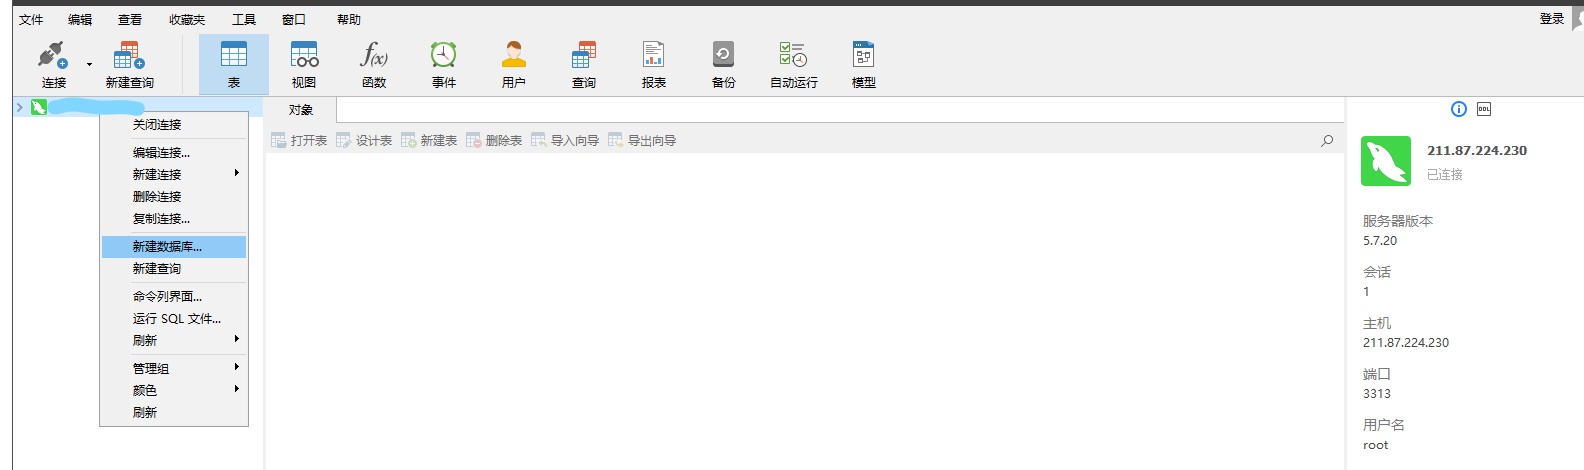 文件 编辑 查看 收藏夹 工具 窗口 帮助 登录
连接 新建查询 表 视图 函数 事件 用户 查询 报表 备份 自动运行 模型
对象
打开表 设计表 新建表 删除表 导入向导 导出向导
关闭连接
编辑连接...
新建连接
删除连接
复制连接...
新建数据库...
新建查询
命令列界面...
运行 SQL 文件...
刷新
管理组
颜色
刷新
DDL
211.87.224.230
已连接
服务器版本
5.7.20
会话
1
主机
211.87.224.230
端口
3313
用户名
root